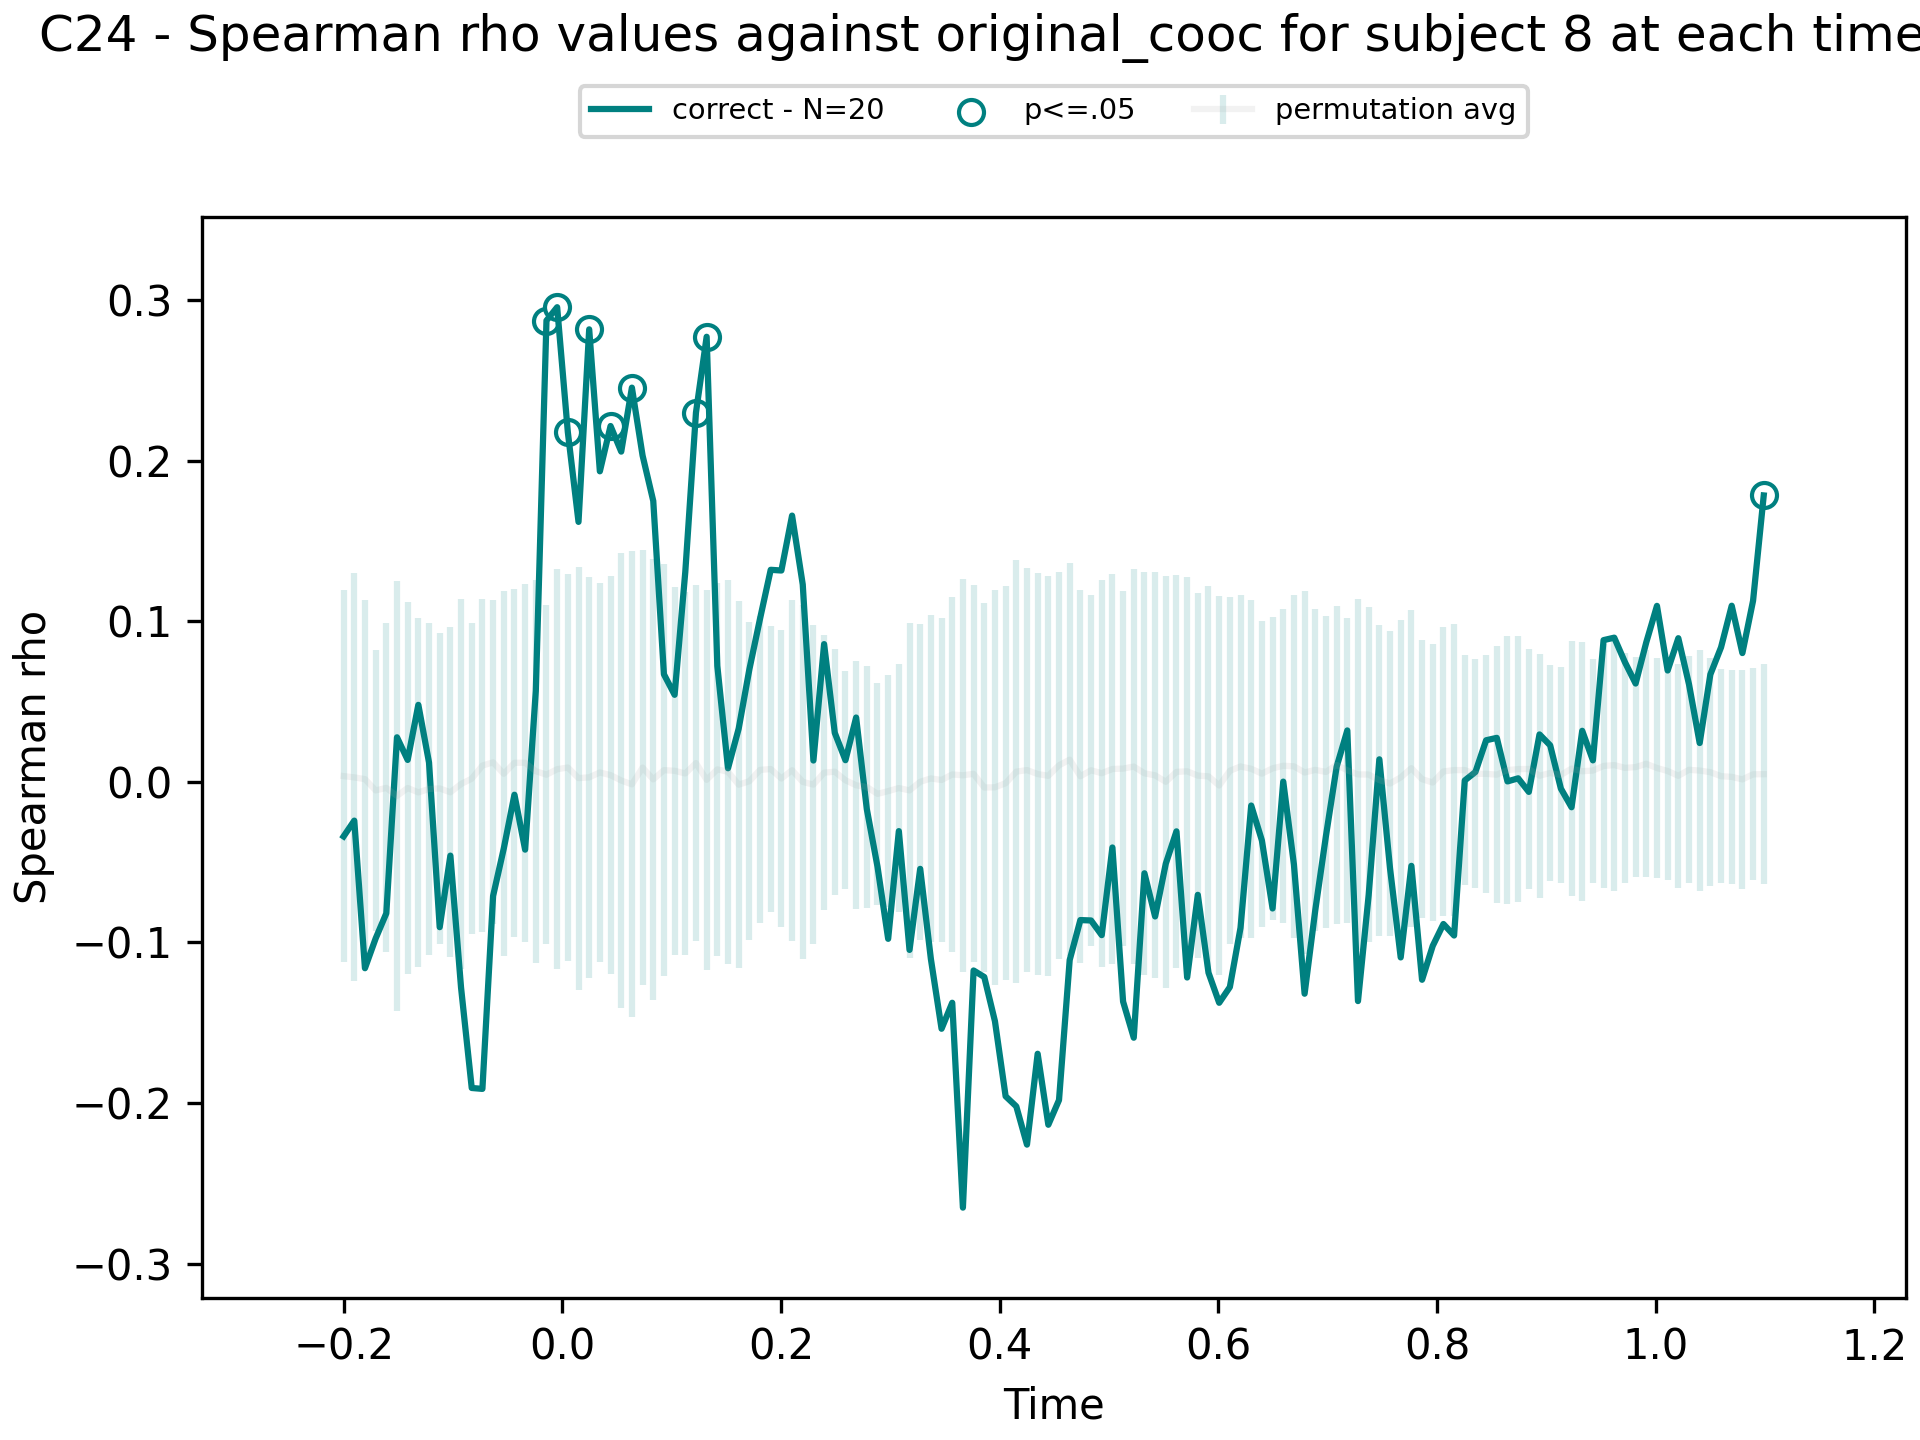 C24 - Spearman rho values against original_cooc for subject 8 at each time
correct - N=20 p<=.05 permutation avg
0.3
0.2
0.1
0.0
−0.1
−0.2
−0.3
Spearman rho
−0.2 0.0 0.2 0.4 0.6 0.8 1.0 1.2
Time